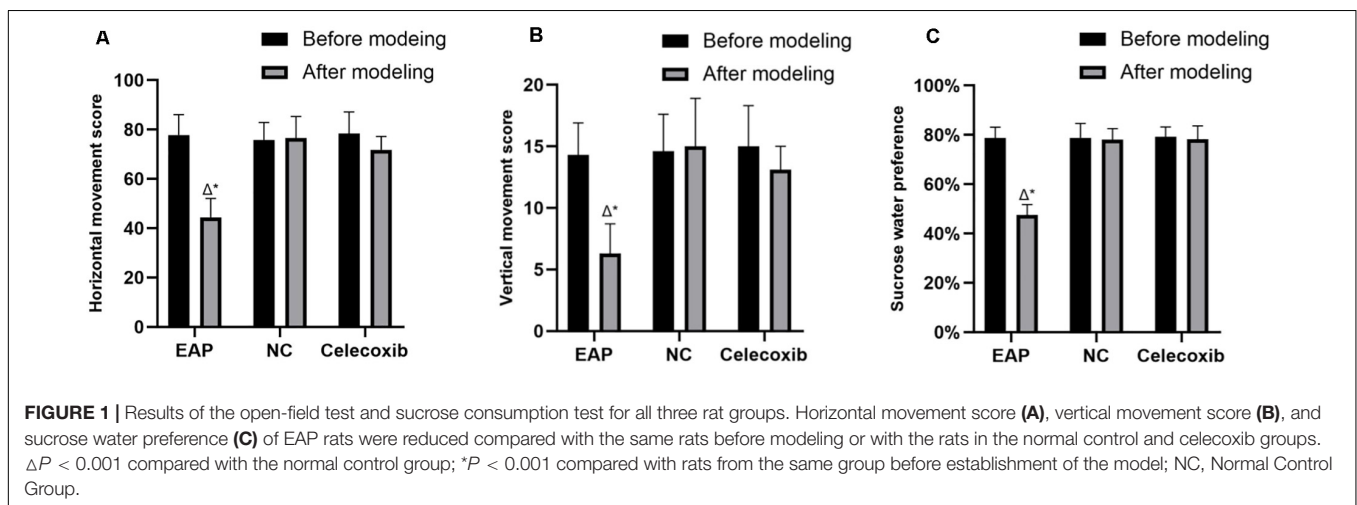 A
Before modeing
After modeling
Horizontal movement score
100
80
60
40
20
0
Δ*
EAP
NC
Celecoxib
B
Before modeling
After modeling
Vertical movement score
20
15
10
5
0
Δ*
EAP
NC
Celecoxib
C
Before modeling
After modeling
Sucrose water preference
100%
80%
60%
40%
20%
0%
Δ*
EAP
NC
Celecoxib
FIGURE 1 | Results of the open-field test and sucrose consumption test for all three rat groups. Horizontal movement score (A), vertical movement score (B), and
sucrose water preference (C) of EAP rats were reduced compared with the same rats before modeling or with the rats in the normal control and celecoxib groups.
△P < 0.001 compared with the normal control group; *P < 0.001 compared with rats from the same group before establishment of the model; NC, Normal Control
Group.